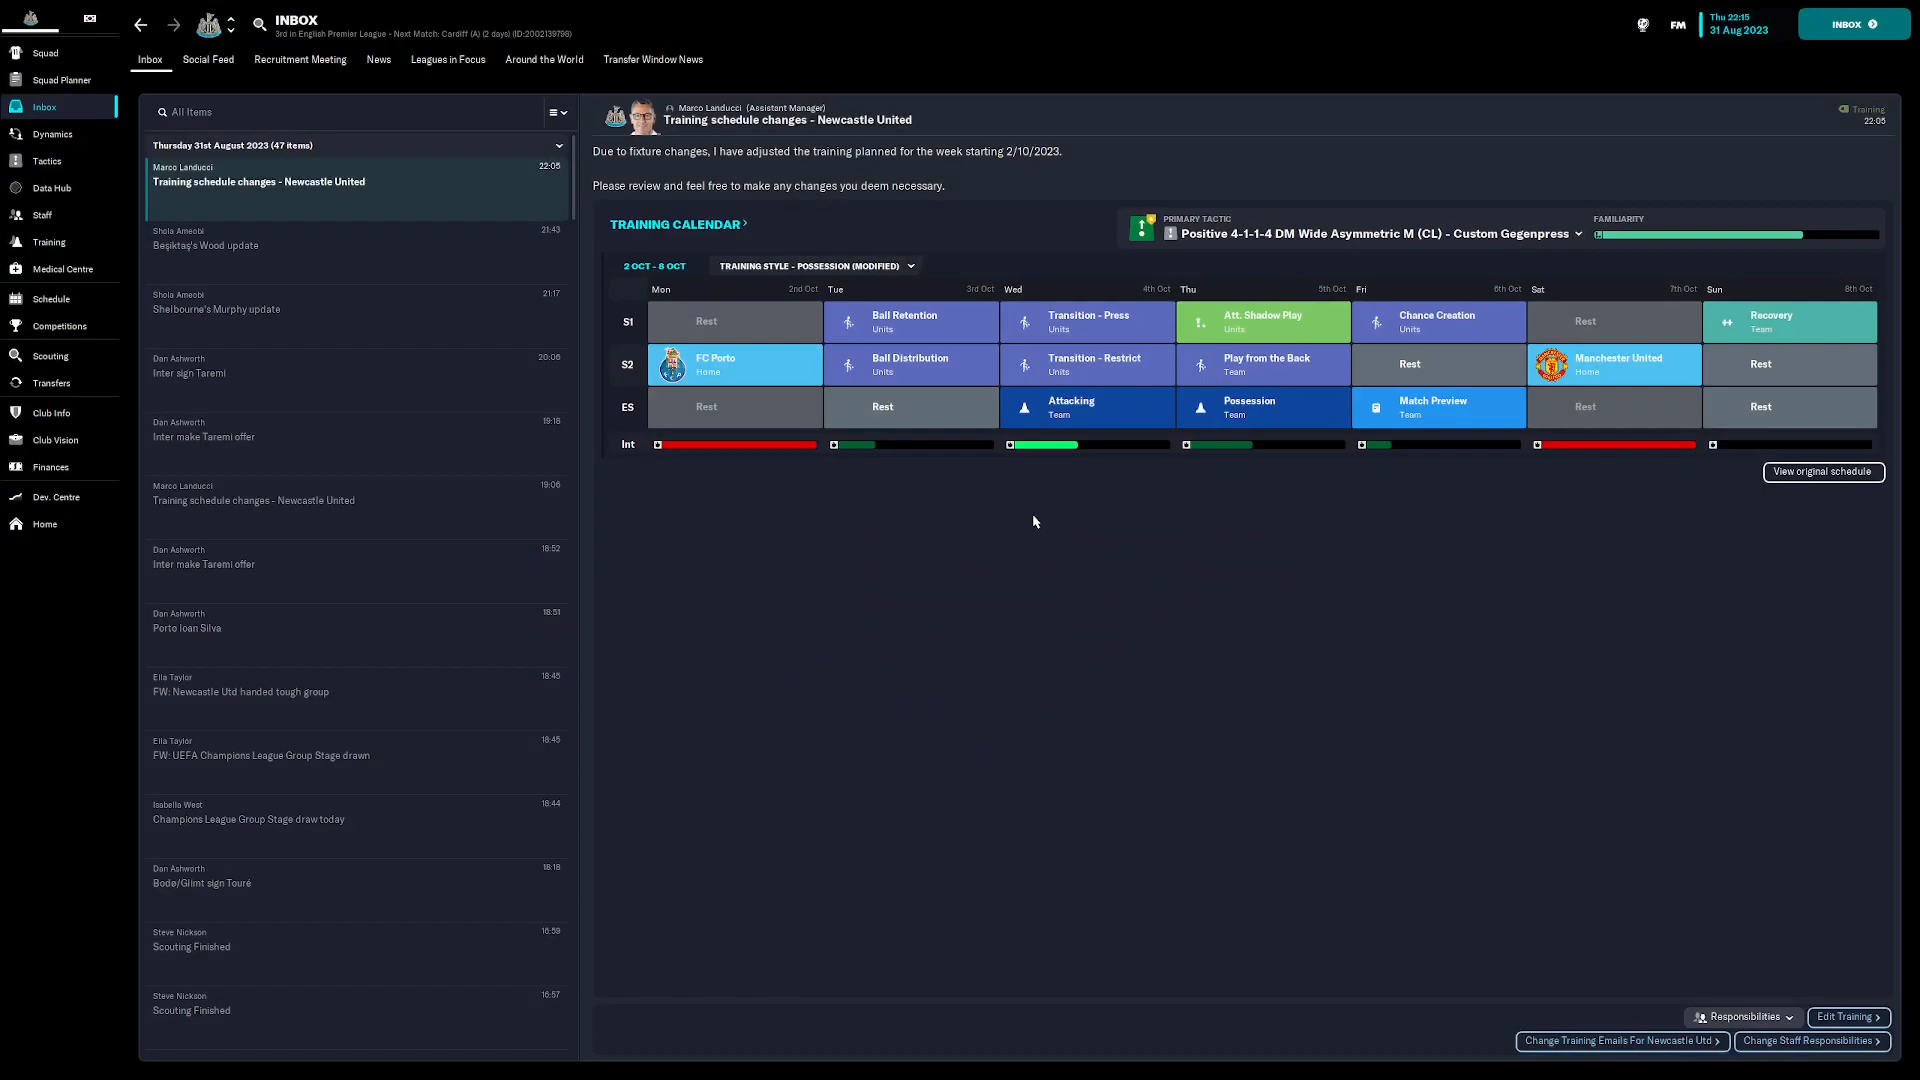 INBOX
3rd in English Premier League - Next Match: Cardiff (A) (2 days) (ID:2002139798)
FM
Thu 22:15
31 Aug 2023
INBOX
Inbox Social Feed Recruitment Meeting News Leagues in Focus Around the World Transfer Window News
Squad
Squad Planner
Inbox
Dynamics
Tactics
Data Hub
Staff
Training
Medical Centre
Schedule
Competitions
Scouting
Transfers
Club Info
Club Vision
Finances
Dev. Centre
Home
All Items
Thursday 31st August 2023 (47 items)
Marco Landucci 22:05
Training schedule changes - Newcastle United
Shola Ameobi 21:43
Beşiktaş's Wood update
Shola Ameobi 21:17
Shelbourne's Murphy update
Dan Ashworth 20:06
Inter sign Taremi
Dan Ashworth 19:18
Inter make Taremi offer
Marco Landucci 19:06
Training schedule changes - Newcastle United
Dan Ashworth 18:52
Inter make Taremi offer
Dan Ashworth 18:51
Porto loan Silva
Ella Taylor 18:45
FW: Newcastle Utd handed tough group
Ella Taylor 18:45
FW: UEFA Champions League Group Stage drawn
Isabella West 18:44
Champions League Group Stage draw today
Dan Ashworth 18:18
Bodø/Glimt sign Touré
Steve Nickson 16:59
Scouting Finished
Steve Nickson 16:57
Scouting Finished
Marco Landucci (Assistant Manager)
Training schedule changes - Newcastle United
Training
22:05
Due to fixture changes, I have adjusted the training planned for the week starting 2/10/2023.
Please review and feel free to make any changes you deem necessary.
TRAINING CALENDAR
PRIMARY TACTIC
Positive 4-1-1-4 DM Wide Asymmetric M (CL) - Custom Gegenpress
FAMILIARITY
2 OCT - 8 OCT TRAINING STYLE - POSSESSION (MODIFIED)
Mon 2nd Oct Tue 3rd Oct Wed 4th Oct Thu 5th Oct Fri 6th Oct Sat 7th Oct Sun 8th Oct
S1 Rest Ball Retention Transition - Press Att. Shadow Play Chance Creation Rest Recovery
Units Units Units Units Team
S2 FC Porto Ball Distribution Transition - Restrict Play from the Back Rest Manchester United Rest
Home Units Units Team Home
ES Rest Rest Attacking Possession Match Preview Rest Rest
Team Team Team
Int
View original schedule
Responsibilities
Edit Training
Change Training Emails For Newcastle Utd
Change Staff Responsibilities